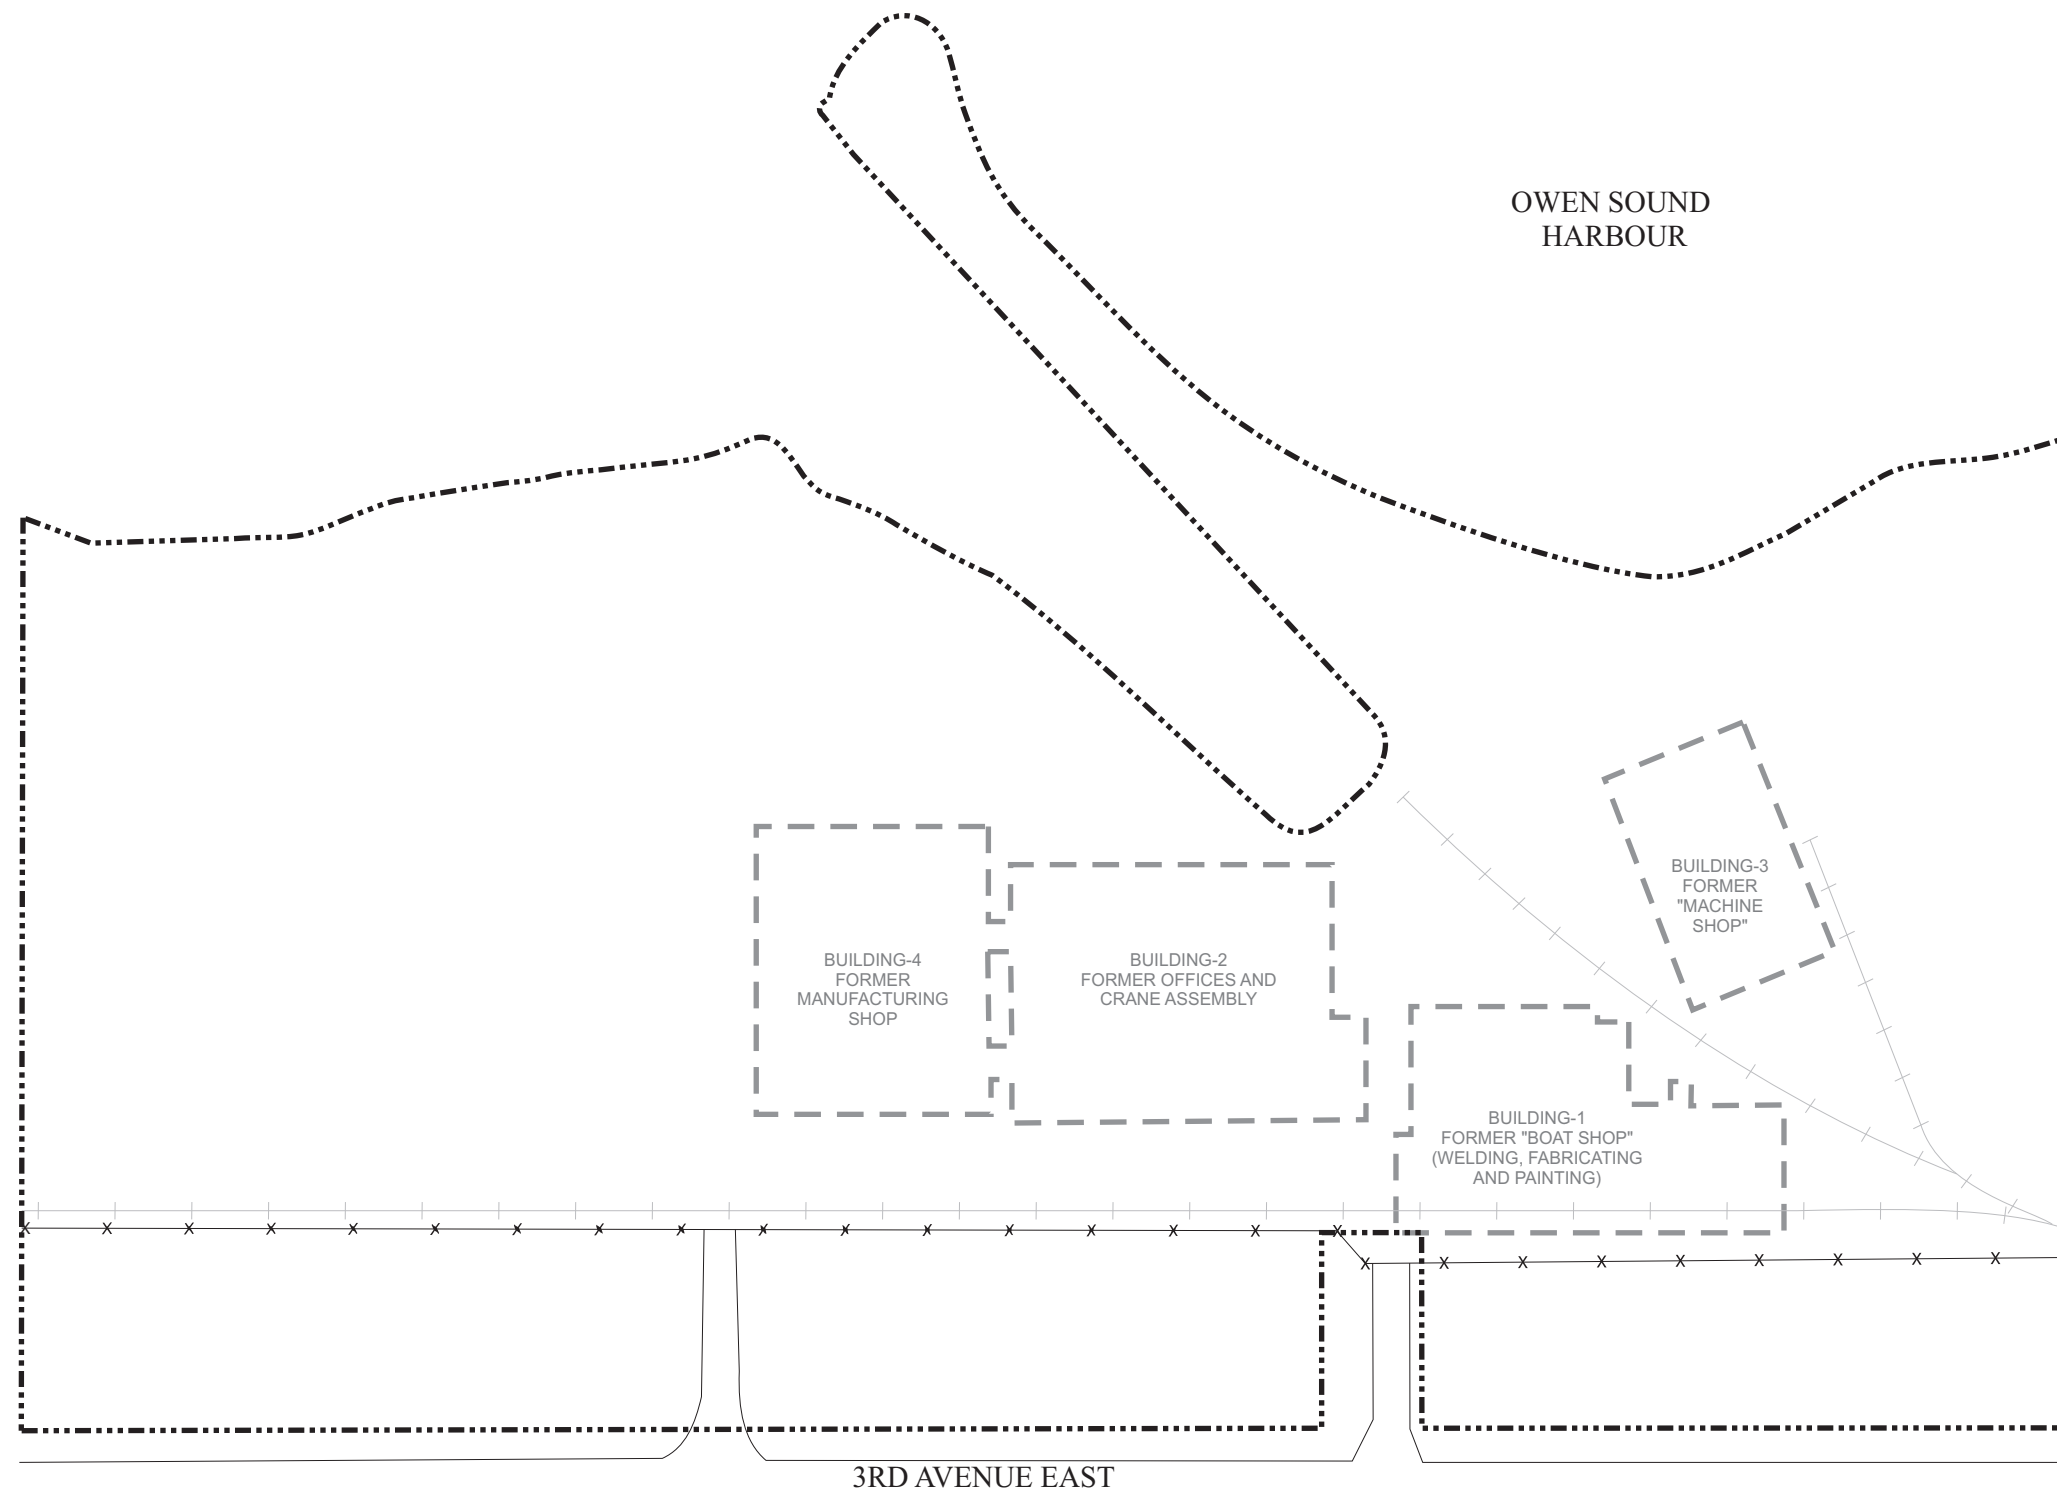 OWEN SOUND
HARBOUR
BUILDING-3
FORMER
"MACHINE
SHOP"
BUILDING-4
FORMER
MANUFACTURING
SHOP
BUILDING-2
FORMER OFFICES AND
CRANE ASSEMBLY
BUILDING-1
FORMER "BOAT SHOP"
(WELDING, FABRICATING
AND PAINTING)
3RD AVENUE EAST